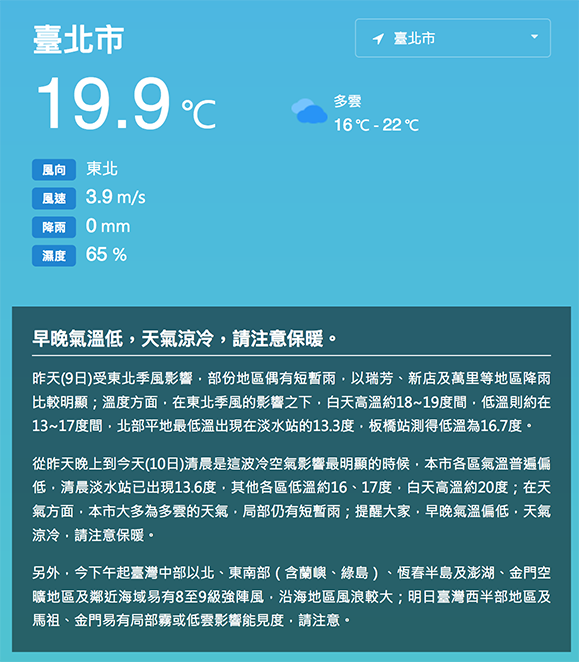 臺北市
臺北市
19.9 ℃
多雲
16 ℃ - 22 ℃
風向 東北
風速 3.9 m/s
降雨 0 mm
濕度 65 %
早晚氣溫低，天氣涼冷，請注意保暖。
昨天(9日)受東北季風影響，部份地區偶有短暫雨，以瑞芳、新店及萬里等地區降雨
比較明顯；溫度方面，在東北季風的影響之下，白天高溫約18~19度間，低溫則約在
13~17度間，北部平地最低溫出現在淡水站的13.3度，板橋站測得低溫為16.7度。
從昨天晚上到今天(10日)清晨是這波冷空氣影響最明顯的時候，本市各區氣溫普遍偏
低，清晨淡水站已出現13.6度，其他各區低溫約16、17度，白天高溫約20度；在天
氣方面，本市大多為多雲的天氣，局部仍有短暫雨；提醒大家，早晚氣溫偏低，天氣
涼冷，請注意保暖。
另外，今下午起臺灣中部以北、東南部（含蘭嶼、綠島）、恆春半島及澎湖、金門空
曠地區及鄰近海域易有8至9級強陣風，沿海地區風浪較大；明日臺灣西半部地區及
馬祖、金門易有局部霧或低雲影響能見度，請注意。